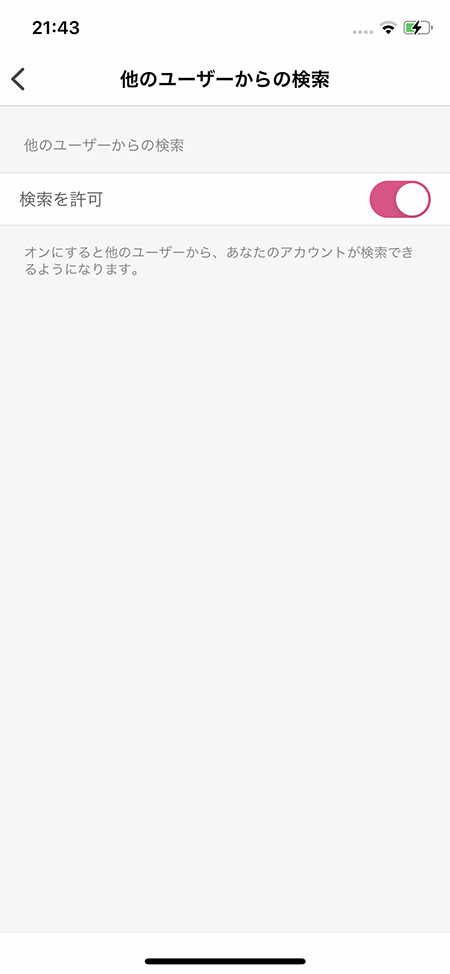 21:43
他のユーザーからの検索
他のユーザーからの検索
検索を許可
オンにすると他のユーザーから、あなたのアカウントが検索でき
るようになります。